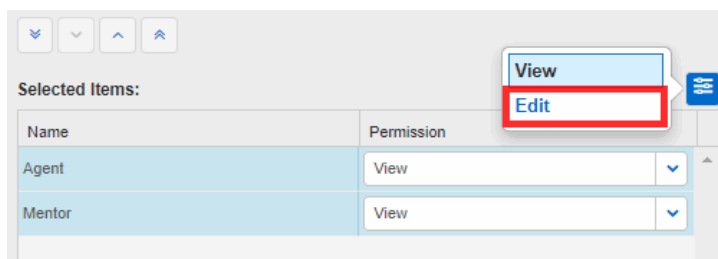 View
Selected Items:
Edit
Name Permission
Agent View
Mentor View